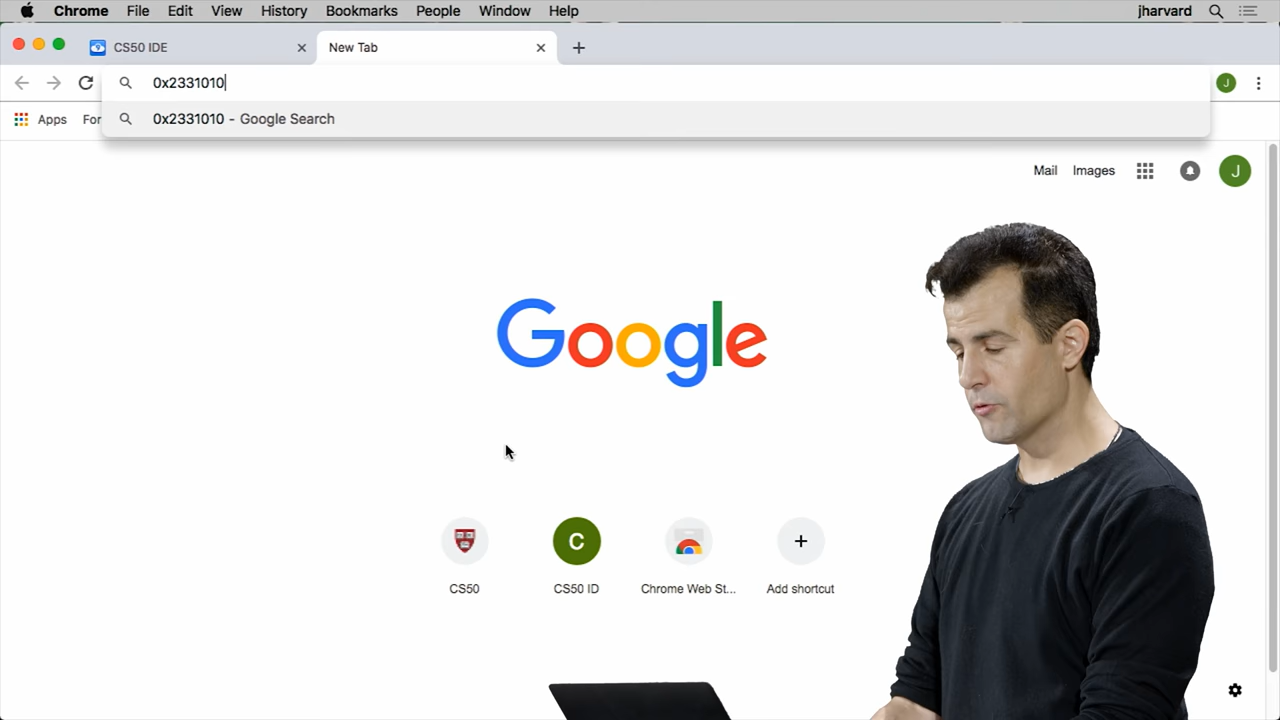 Chrome File Edit View History Bookmarks People Window Help jharvard
CS50 IDE New Tab
0x2331010 J
Apps For 0x2331010 - Google Search
Mail Images J
Google
C
CS50 CS50 ID Chrome Web St... Add shortcut